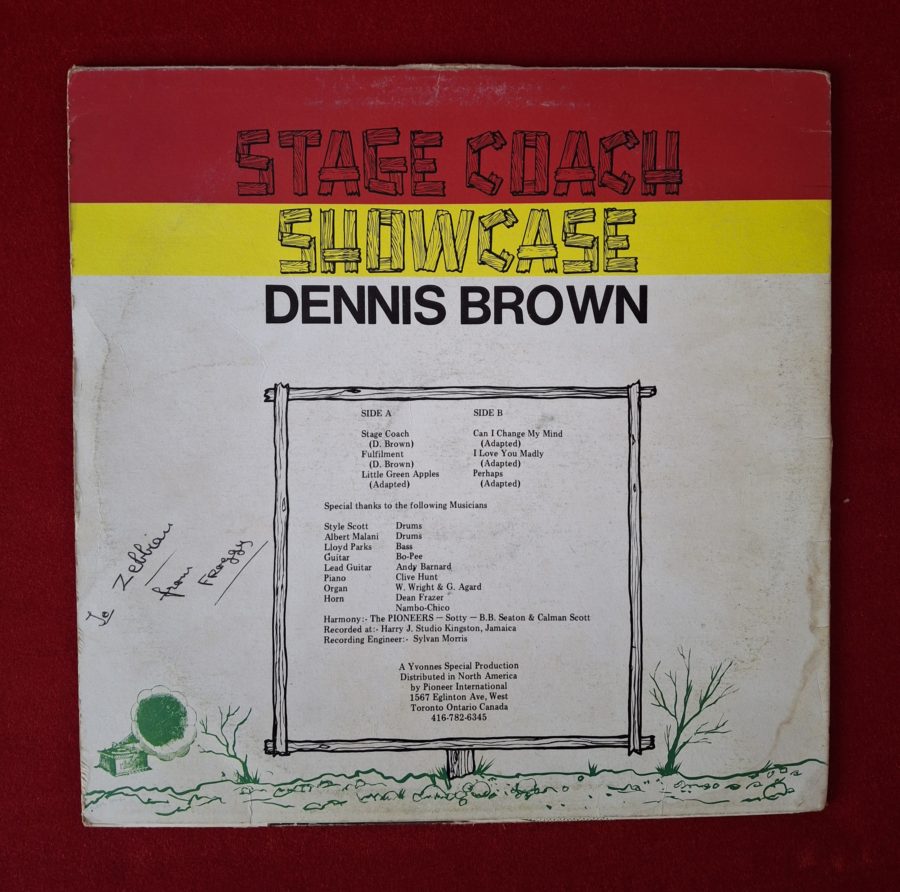 STAGE COACH
SHOWCASE
DENNIS BROWN
SIDE A
Stage Coach
(D. Brown)
Fulfilment
(D. Brown)
Little Green Apples
(Adapted)
SIDE B
Can I Change My Mind
(Adapted)
I Love You Madly
(Adapted)
Perhaps
(Adapted)
Special thanks to the following Musicians
Style Scott Drums
Albert Malani Drums
Lloyd Parks Bass
Guitar Bo-Pee
Lead Guitar Andy Barnard
Piano Clive Hunt
Organ W. Wright & G. Agard
Horn Dean Frazer
Nambo-Chico
Harmony:- The PIONEERS — Sotty — B.B. Seaton & Calman Scott
Recorded at:- Harry J. Studio Kingston, Jamaica
Recording Engineer:- Sylvan Morris
A Yvonnes Special Production
Distributed in North America
by Pioneer International
1567 Eglinton Ave, West
Toronto Ontario Canada
416-782-6345
To Zebbian
from
FROGGY